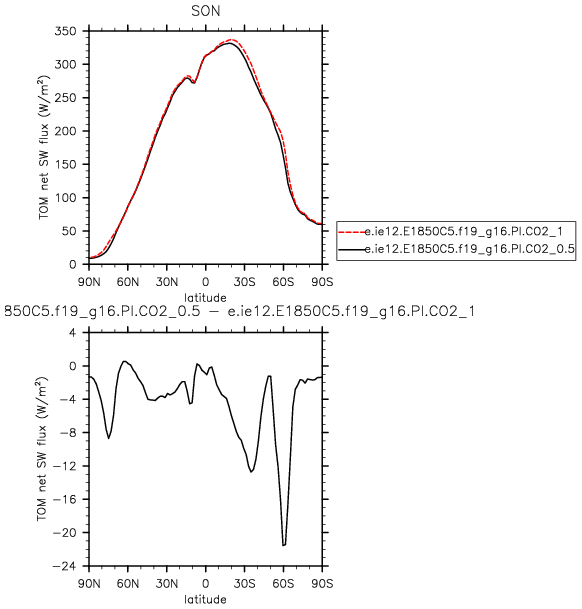 SON
350
300
250
200
150
100
50
0
TOM net SW flux (W/m²)
90N 60N 30N 0 30S 60S 90S
latitude
e.ie12.E1850C5.f19_g16.PI.CO2_1
e.ie12.E1850C5.f19_g16.PI.CO2_0.5
850C5.f19_g16.PI.CO2_0.5 − e.ie12.E1850C5.f19_g16.PI.CO2_1
4
0
−4
−8
−12
−16
−20
−24
TOM net SW flux (W/m²)
90N 60N 30N 0 30S 60S 90S
latitude